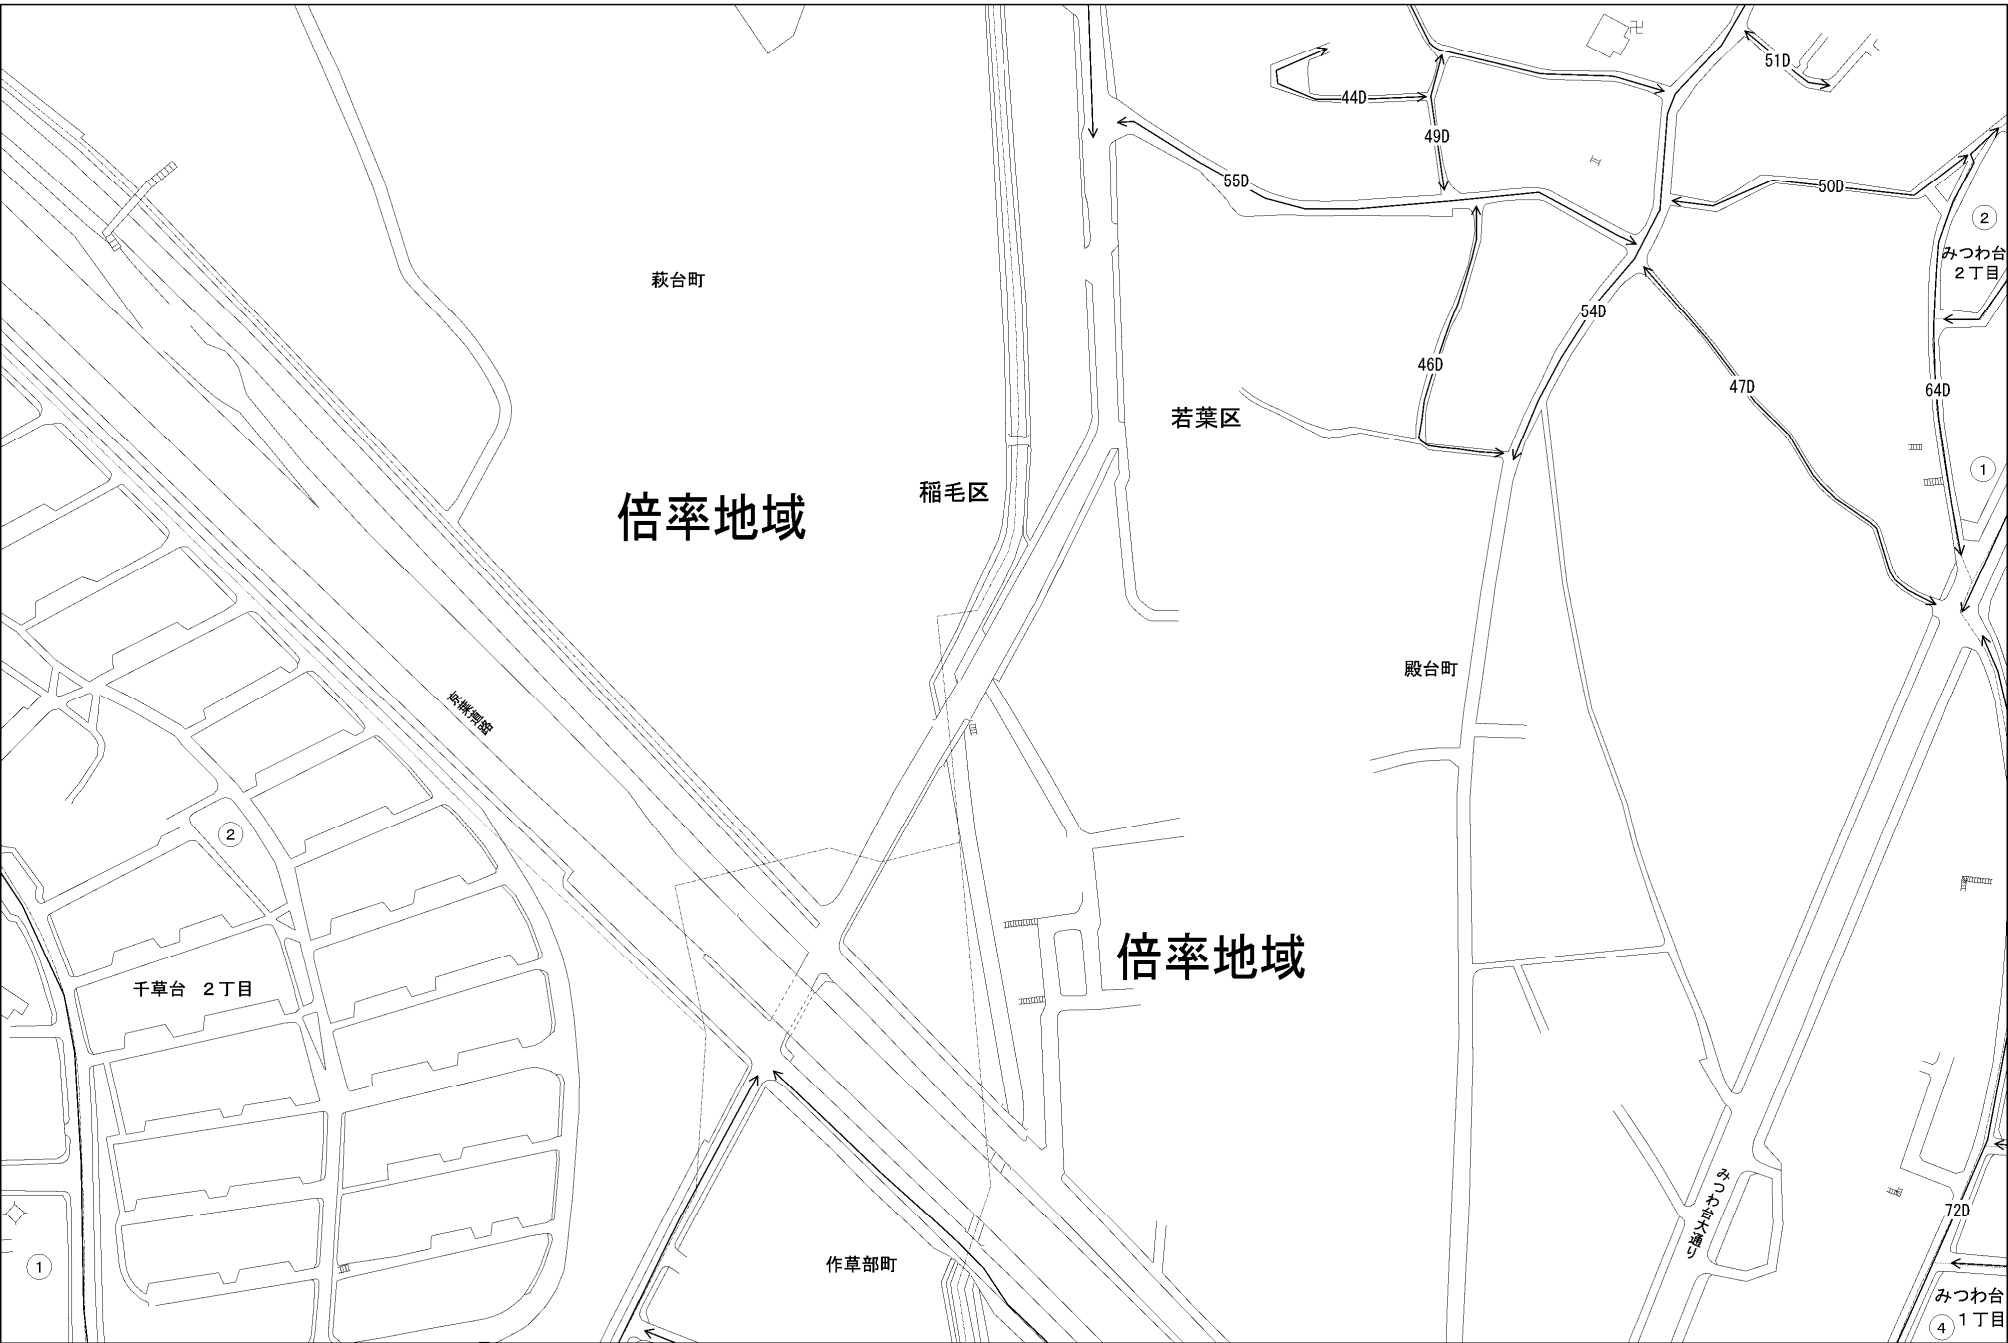 卍
51D
44D
49D
55D
50D
②
みつわ台
２丁目
萩台町
54D
46D
47D
64D
若葉区
①
稲毛区
倍率地域
殿台町
京葉道路
②
倍率地域
千草台　２丁目
みつわ台大通り
72D
作草部町
①
みつわ台
１丁目
④